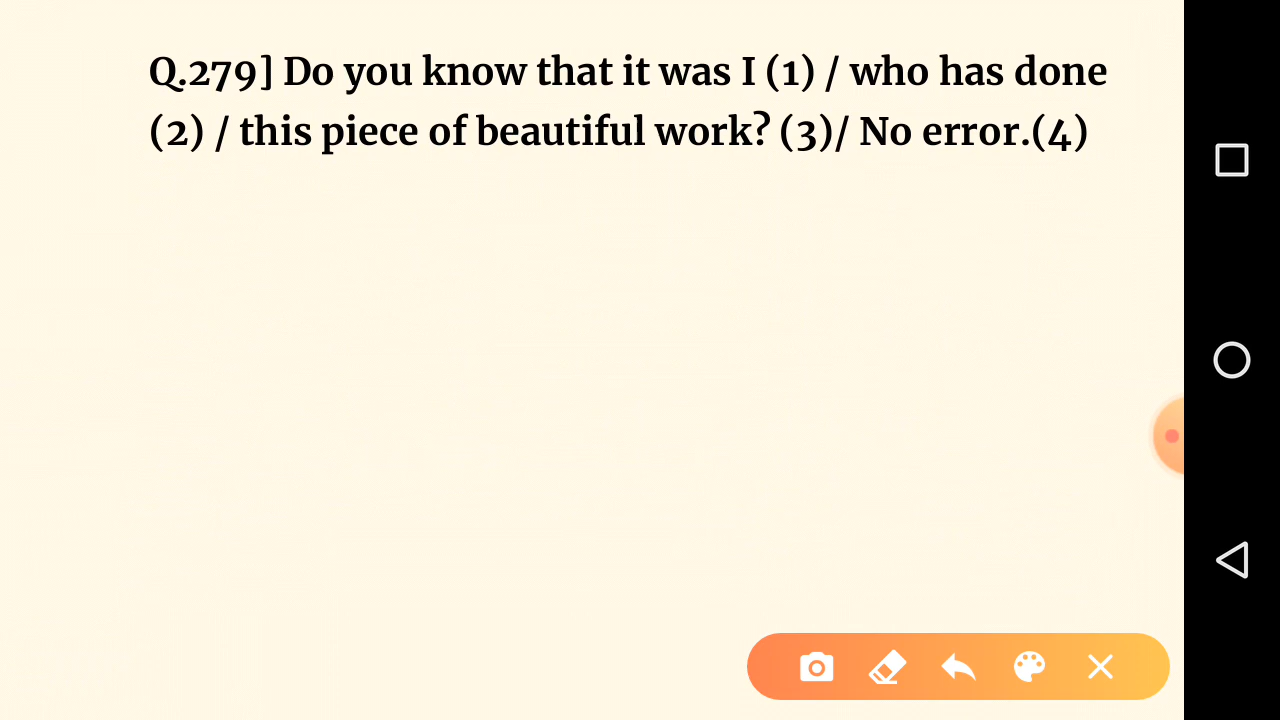 Q.279] Do you know that it was I (1) / who has done
(2) / this piece of beautiful work? (3)/ No error.(4)